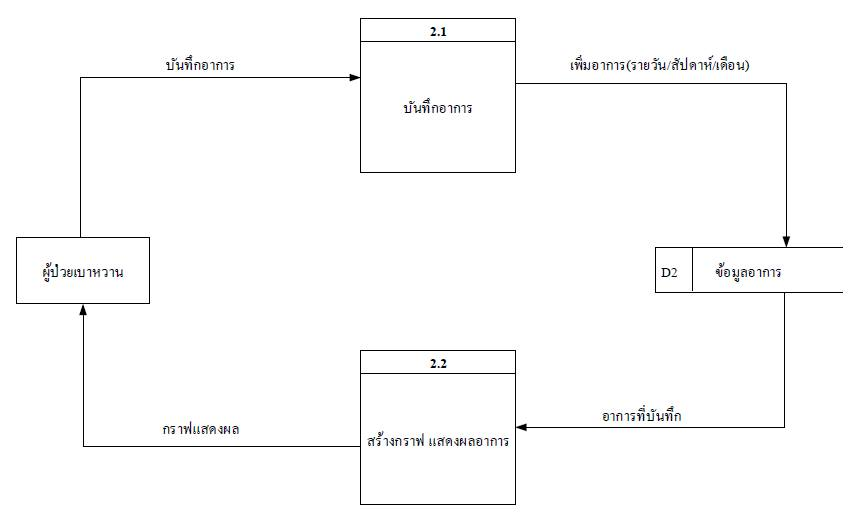 2.1
บันทึกอาการ
เพิ่มอาการ(รายวัน/สัปดาห์/เดือน)
บันทึกอาการ
ผู้ป่วยเบาหวาน
D2 ข้อมูลอาการ
2.2
อาการที่บันทึก
กราฟแสดงผล
สร้างกราฟ แสดงผลอาการ